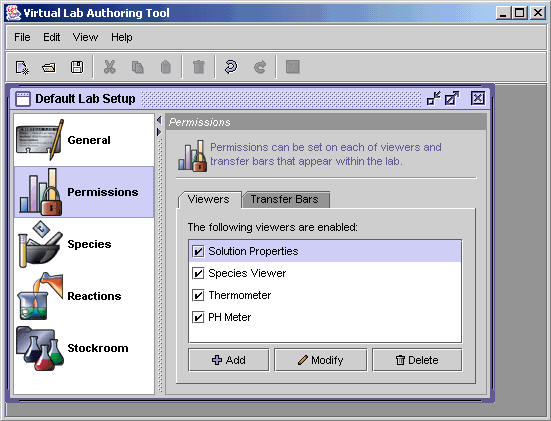 Virtual Lab Authoring Tool
File Edit View Help
Default Lab Setup
General
Permissions
Species
Reactions
Stockroom
Permissions
Permissions can be set on each of viewers and
transfer bars that appear within the lab.
Viewers Transfer Bars
The following viewers are enabled:
Solution Properties
Species Viewer
Thermometer
PH Meter
Add Modify Delete